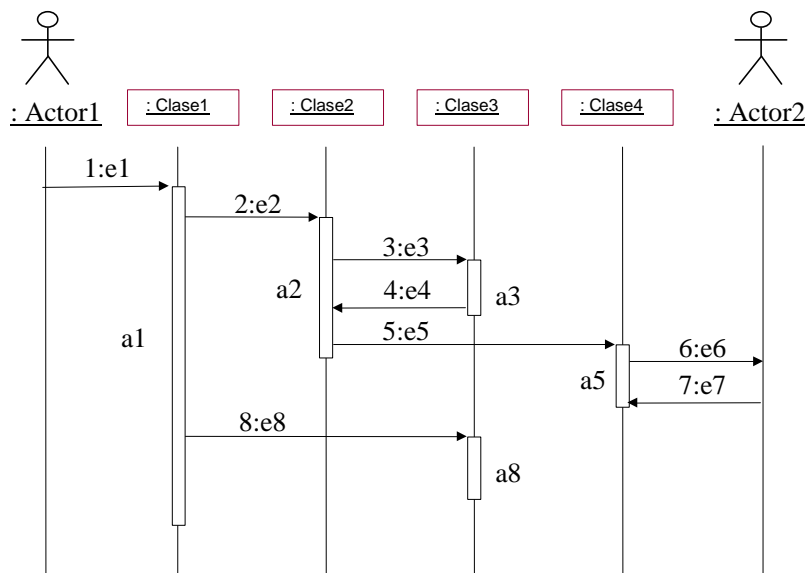 : Actor1
: Clase1
: Clase2
: Clase3
: Clase4
: Actor2
1:e1
2:e2
3:e3
a2
4:e4
a3
5:e5
a1
6:e6
a5
7:e7
8:e8
a8